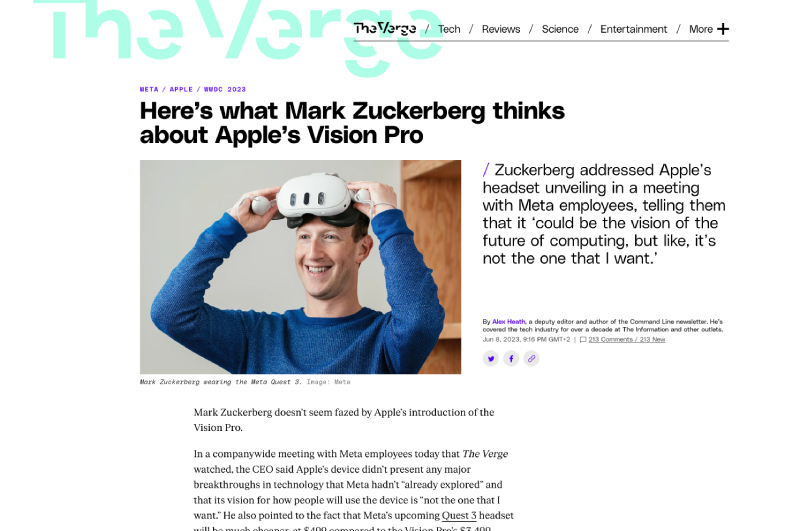 The Verge
The Verge / Tech / Reviews / Science / Entertainment / More +
META / APPLE / WWDC 2023
Here's what Mark Zuckerberg thinks
about Apple's Vision Pro
/ Zuckerberg addressed Apple's
headset unveiling in a meeting
with Meta employees, telling them
that it ‘could be the vision of the
future of computing, but like, it's
not the one that I want.’
By Alex Heath, a deputy editor and author of the Command Line newsletter. He's
covered the tech industry for over a decade at The Information and other outlets.
Jun 8, 2023, 9:16 PM GMT+2 | 213 Comments / 213 New
Mark Zuckerberg wearing the Meta Quest 3. Image: Meta
Mark Zuckerberg doesn't seem fazed by Apple's introduction of the
Vision Pro.
In a companywide meeting with Meta employees today that The Verge
watched, the CEO said Apple's device didn't present any major
breakthroughs in technology that Meta hadn't “already explored” and
that its vision for how people will use the device is “not the one that I
want.” He also pointed to the fact that Meta's upcoming Quest 3 headset
will be much cheaper, at $499 compared to the Vision Pro's $3,499